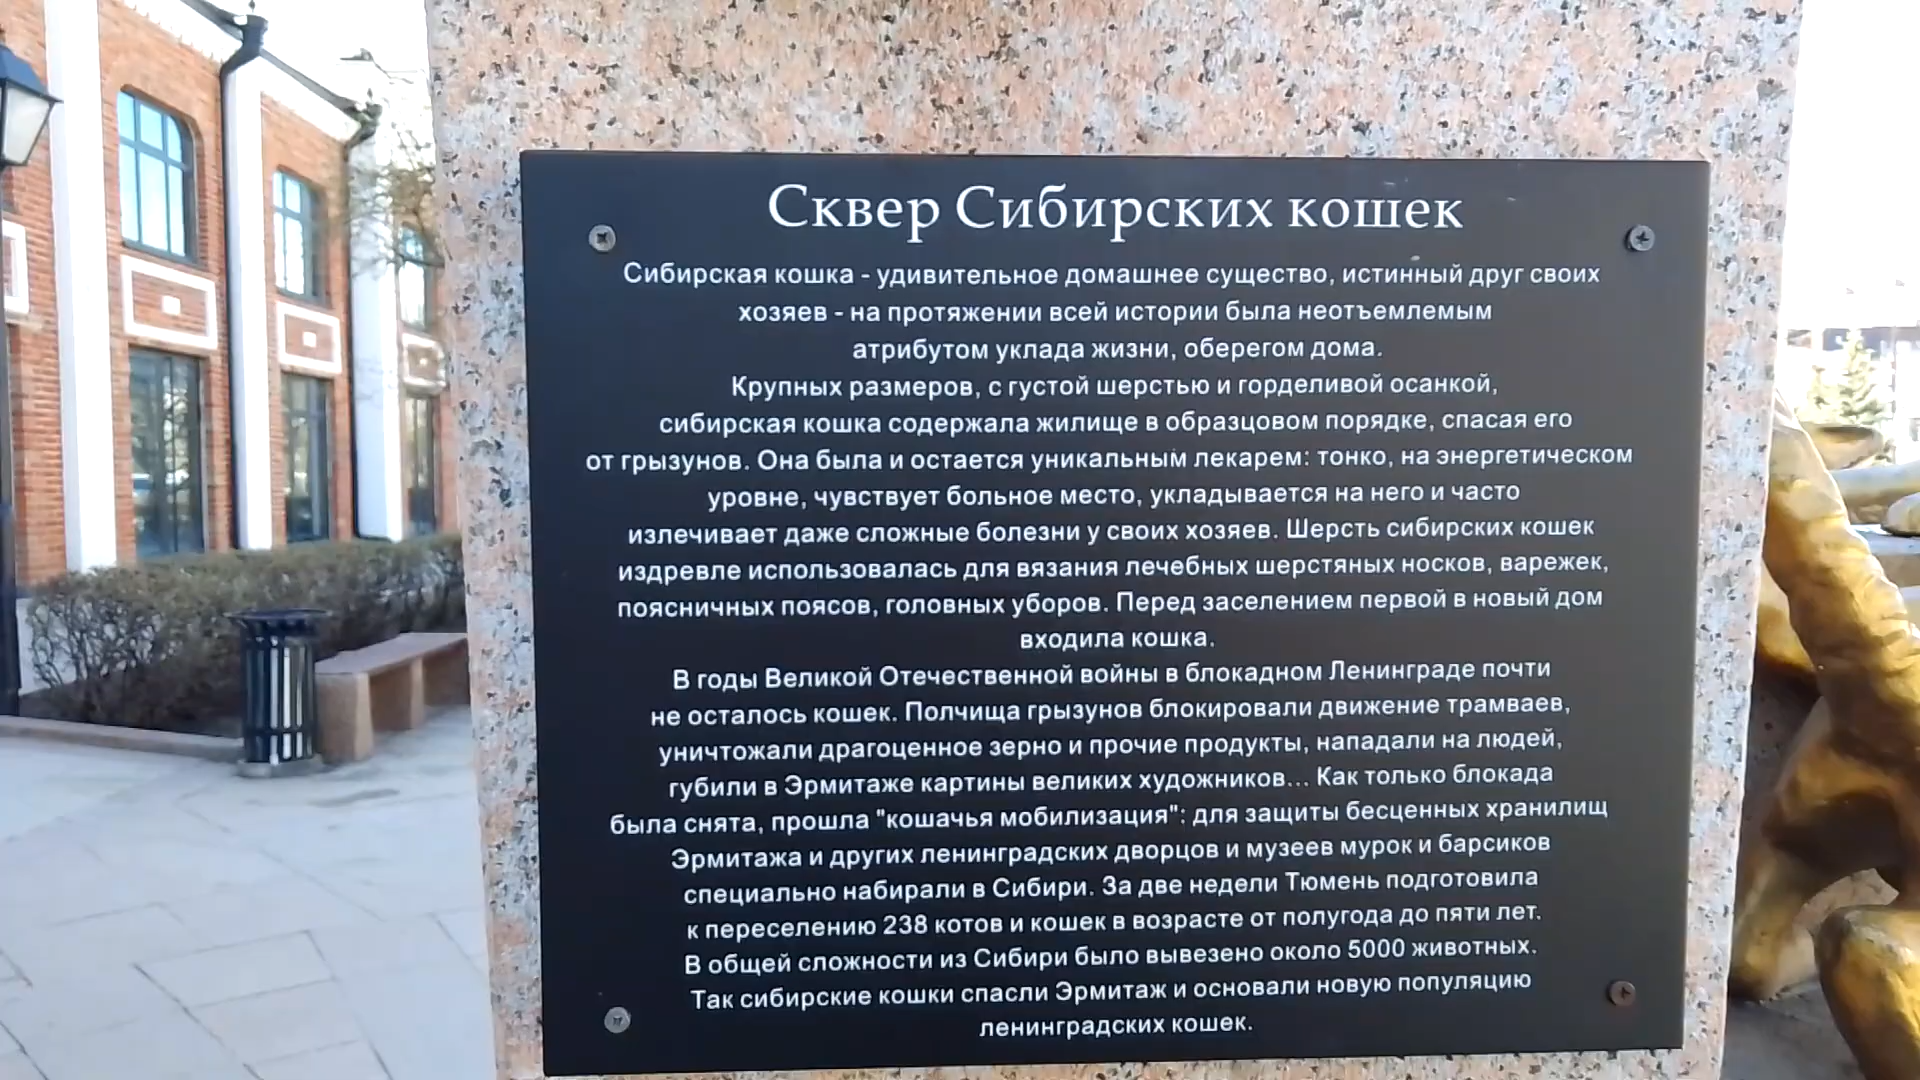 Сквер Сибирских кошек
Сибирская кошка - удивительное домашнее существо, истинный друг своих
хозяев - на протяжении всей истории была неотъемлемым
атрибутом уклада жизни, оберегом дома.
Крупных размеров, с густой шерстью и горделивой осанкой,
сибирская кошка содержала жилище в образцовом порядке, спасая его
от грызунов. Она была и остается уникальным лекарем: тонко, на энергетическом
уровне, чувствует больное место, укладывается на него и часто
излечивает даже сложные болезни у своих хозяев. Шерсть сибирских кошек
издревле использовалась для вязания лечебных шерстяных носков, варежек,
поясничных поясов, головных уборов. Перед заселением первой в новый дом
входила кошка.
В годы Великой Отечественной войны в блокадном Ленинграде почти
не осталось кошек. Полчища грызунов блокировали движение трамваев,
уничтожали драгоценное зерно и прочие продукты, нападали на людей,
губили в Эрмитаже картины великих художников... Как только блокада
была снята, прошла "кошачья мобилизация": для защиты бесценных хранилищ
Эрмитажа и других ленинградских дворцов и музеев мурок и барсиков
специально набирали в Сибири. За две недели Тюмень подготовила
к переселению 238 котов и кошек в возрасте от полугода до пяти лет.
В общей сложности из Сибири было вывезено около 5000 животных.
Так сибирские кошки спасли Эрмитаж и основали новую популяцию
ленинградских кошек.